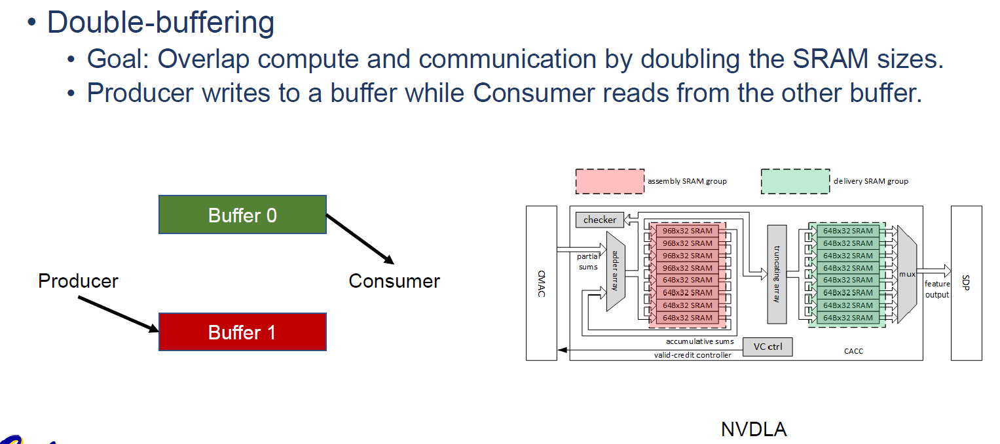 • Double-buffering
• Goal: Overlap compute and communication by doubling the SRAM sizes.
• Producer writes to a buffer while Consumer reads from the other buffer.
Buffer 0
Producer
Consumer
Buffer 1
assembly SRAM group
delivery SRAM group
checker
partial
sums
adder array
CMAC
96Bx32 SRAM
96Bx32 SRAM
96Bx32 SRAM
96Bx32 SRAM
64Bx32 SRAM
64Bx32 SRAM
64Bx32 SRAM
64Bx32 SRAM
truncating array
64Bx32 SRAM
64Bx32 SRAM
64Bx32 SRAM
64Bx32 SRAM
64Bx32 SRAM
64Bx32 SRAM
64Bx32 SRAM
64Bx32 SRAM
mux
feature
output
SDP
accumulative sums
VC ctrl
valid-credit controller
CACC
NVDLA